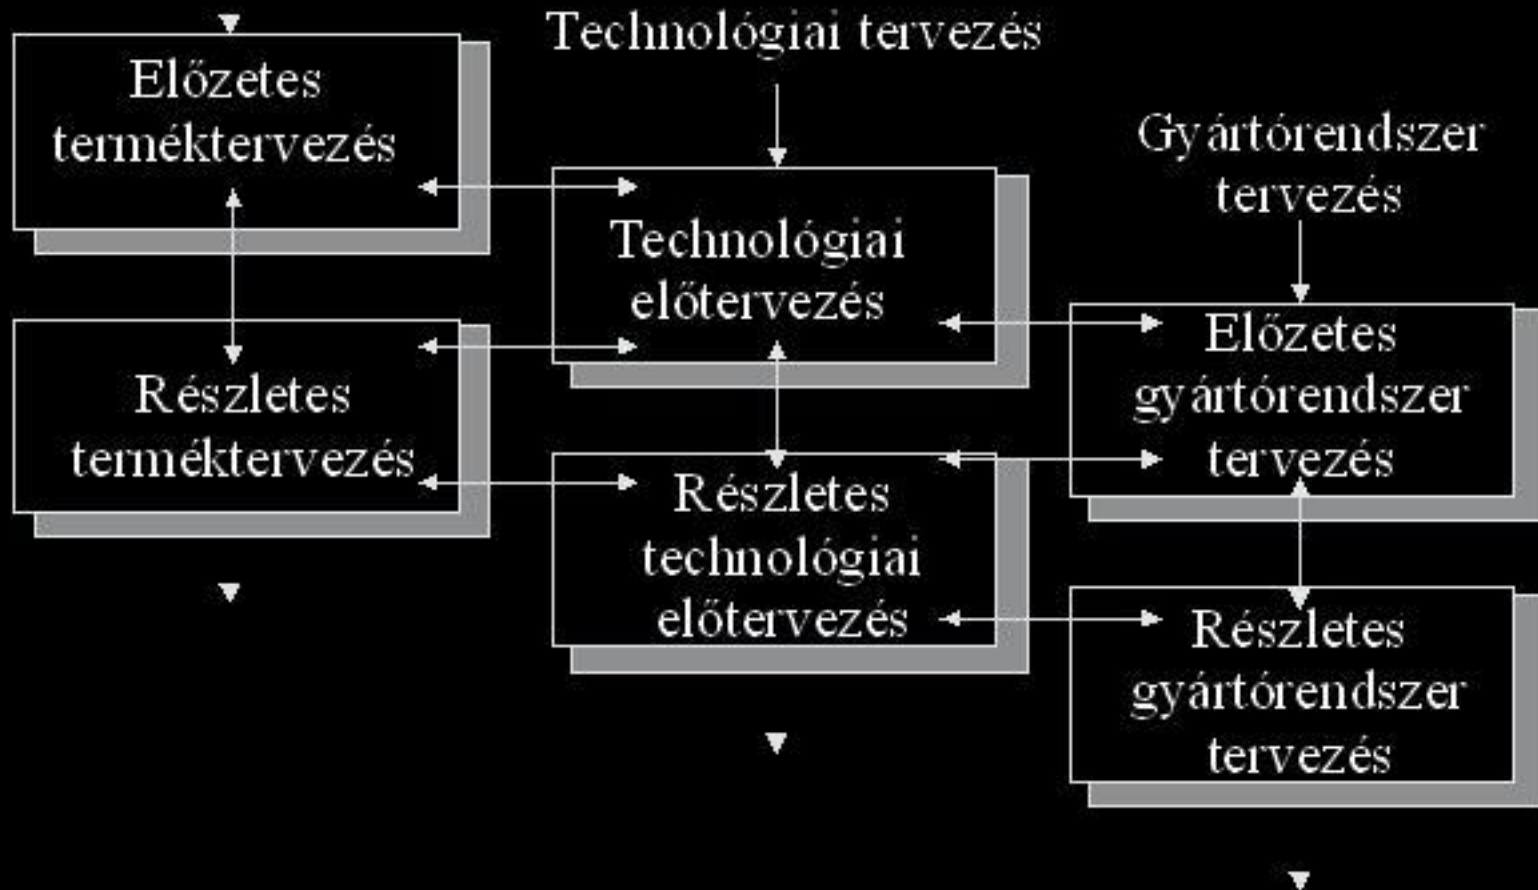 Előzetes
terméktervezés
Részletes
terméktervezés
Technológiai tervezés
Technológiai
előtervezés
Részletes
technológiai
előtervezés
Gyártórendszer
tervezés
Előzetes
gyártórendszer
tervezés
Részletes
gyártórendszer
tervezés